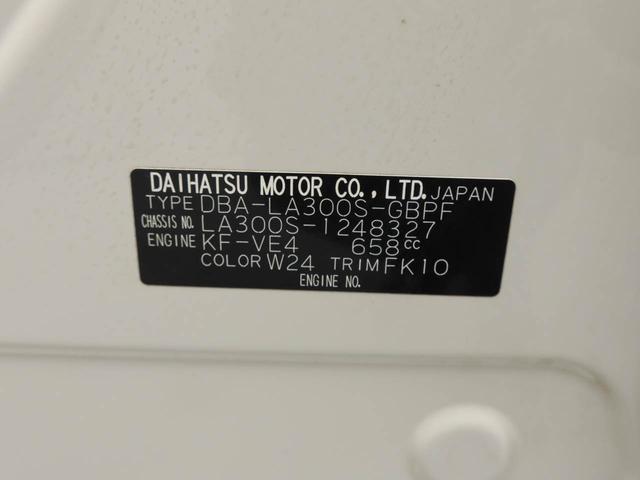 DAIHATSU MOTOR CO., LTD. JAPAN
TYPE DBA-LA300S-GBPF
CHASSIS NO. LA300S-1248327
ENGINE KF-VE4 658cc
COLOR W24 TRIM FK10
ENGINE NO.